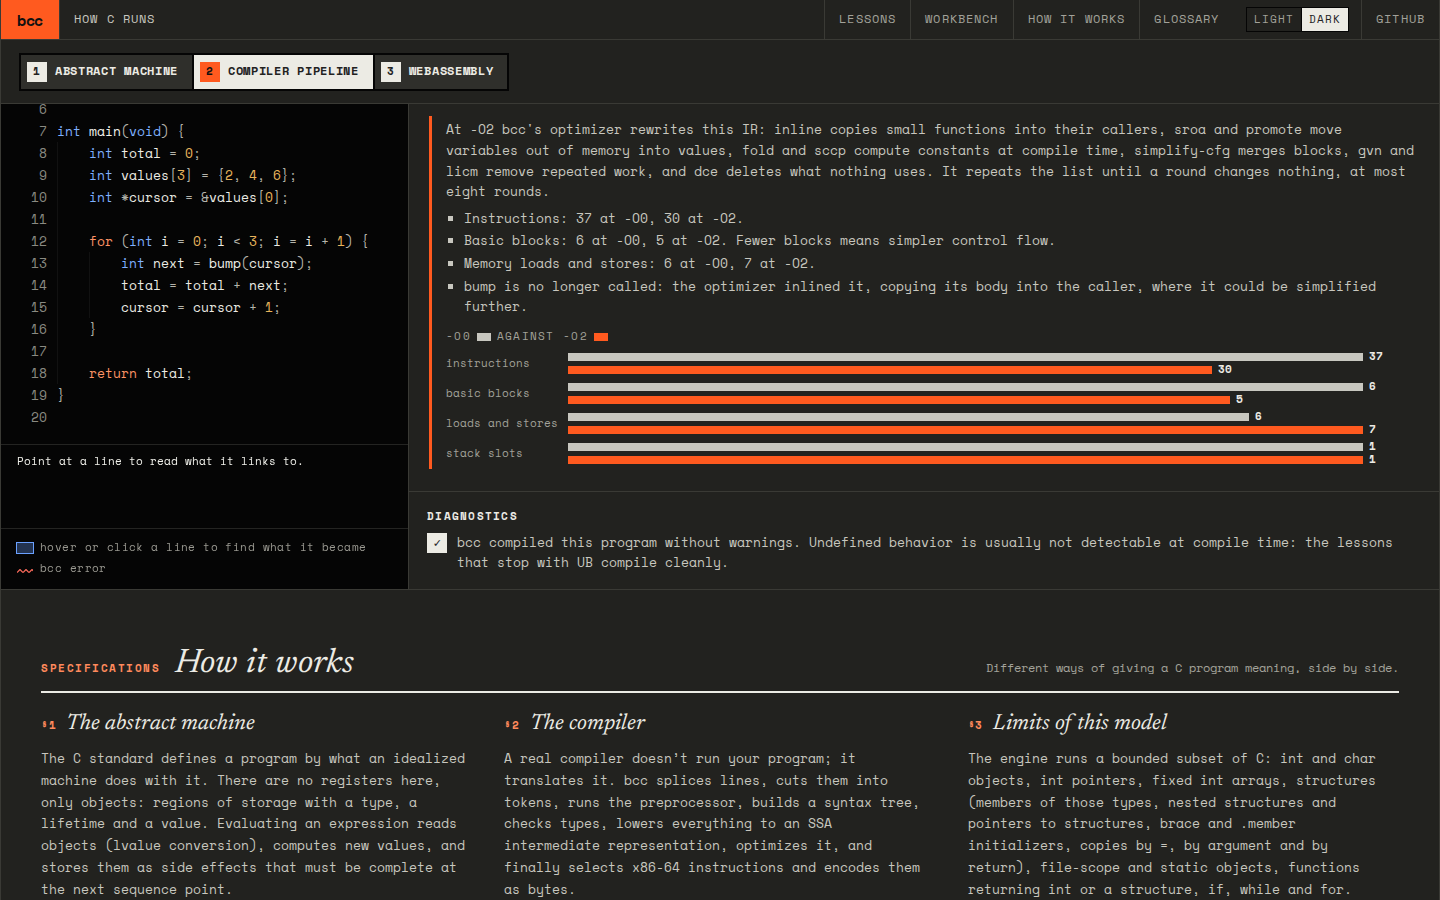 bcc HOW C RUNS LESSONS WORKBENCH HOW IT WORKS GLOSSARY LIGHT DARK GITHUB
1 ABSTRACT MACHINE 2 COMPILER PIPELINE 3 WEBASSEMBLY
6
7 int main(void) {
8 int total = 0;
9 int values[3] = {2, 4, 6};
10 int *cursor = &values[0];
11
12 for (int i = 0; i < 3; i = i + 1) {
13 int next = bump(cursor);
14 total = total + next;
15 cursor = cursor + 1;
16 }
17
18 return total;
19 }
20
Point at a line to read what it links to.
hover or click a line to find what it became
bcc error
At -O2 bcc's optimizer rewrites this IR: inline copies small functions into their callers, sroa and promote move
variables out of memory into values, fold and sccp compute constants at compile time, simplify-cfg merges blocks, gvn and
licm remove repeated work, and dce deletes what nothing uses. It repeats the list until a round changes nothing, at most
eight rounds.
Instructions: 37 at -O0, 30 at -O2.
Basic blocks: 6 at -O0, 5 at -O2. Fewer blocks means simpler control flow.
Memory loads and stores: 6 at -O0, 7 at -O2.
bump is no longer called: the optimizer inlined it, copying its body into the caller, where it could be simplified
further.
-O0 AGAINST -O2
instructions 37
30
basic blocks 6
5
loads and stores 6
7
stack slots 1
1
DIAGNOSTICS
✓ bcc compiled this program without warnings. Undefined behavior is usually not detectable at compile time: the lessons
that stop with UB compile cleanly.
SPECIFICATIONS How it works
Different ways of giving a C program meaning, side by side.
§1 The abstract machine
The C standard defines a program by what an idealized
machine does with it. There are no registers here,
only objects: regions of storage with a type, a
lifetime and a value. Evaluating an expression reads
objects (lvalue conversion), computes new values, and
stores them as side effects that must be complete at
the next sequence point.
§2 The compiler
A real compiler doesn't run your program; it
translates it. bcc splices lines, cuts them into
tokens, runs the preprocessor, builds a syntax tree,
checks types, lowers everything to an SSA
intermediate representation, optimizes it, and
finally selects x86-64 instructions and encodes them
as bytes.
§3 Limits of this model
The engine runs a bounded subset of C: int and char
objects, int pointers, fixed int arrays, structures
(members of those types, nested structures and
pointers to structures, brace and .member
initializers, copies by =, by argument and by
return), file-scope and static objects, functions
returning int or a structure, if, while and for.